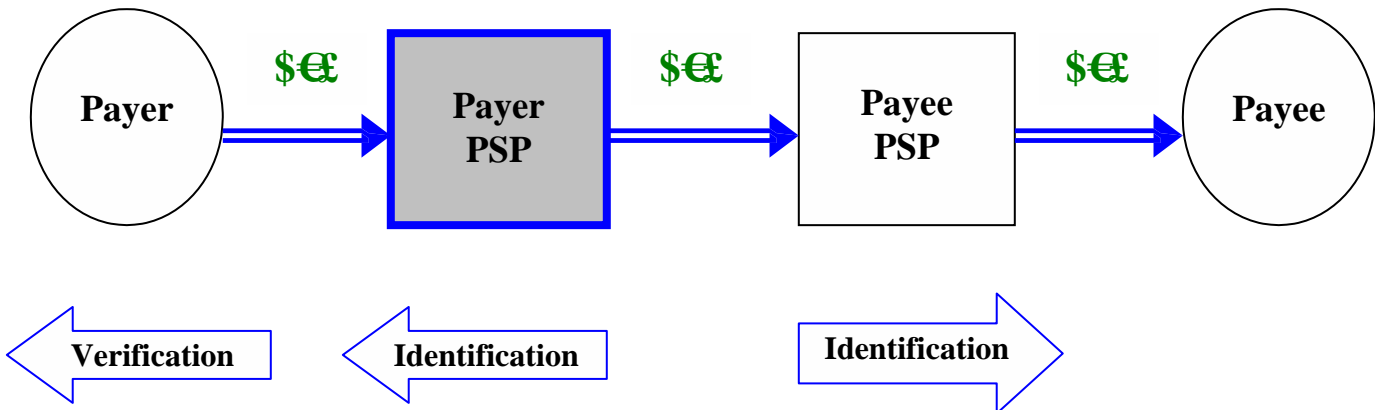 $€£ $€£ $€£
Payer
Payer
PSP
Payee
PSP
Payee
Verification
Identification
Identification